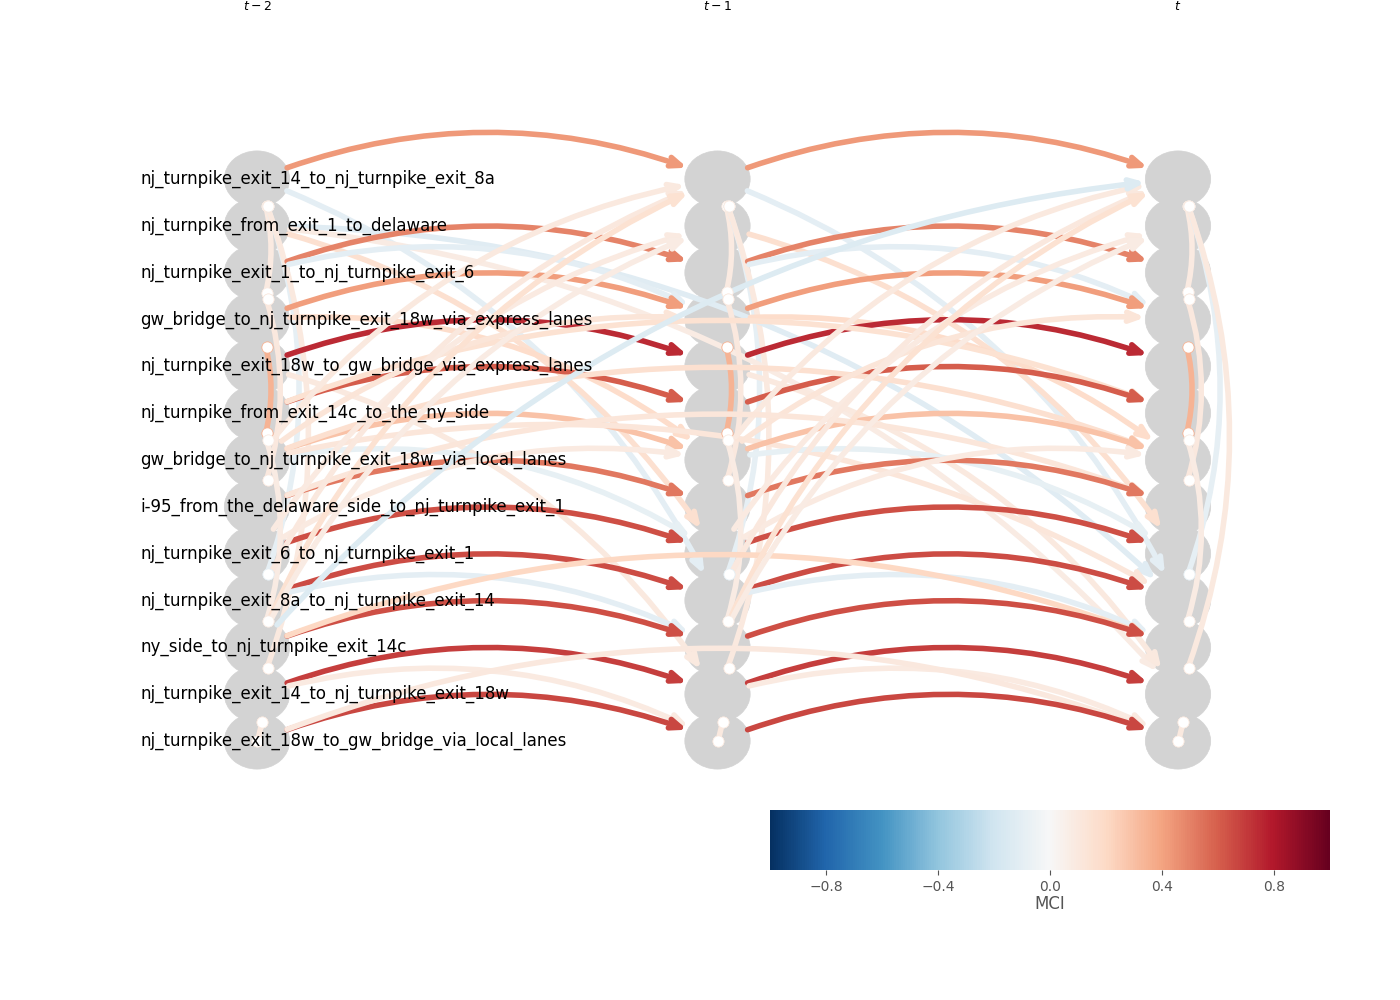 t − 2 t − 1 t
nj_turnpike_exit_14_to_nj_turnpike_exit_8a
nj_turnpike_from_exit_1_to_delaware
nj_turnpike_exit_1_to_nj_turnpike_exit_6
gw_bridge_to_nj_turnpike_exit_18w_via_express_lanes
nj_turnpike_exit_18w_to_gw_bridge_via_express_lanes
nj_turnpike_from_exit_14c_to_the_ny_side
gw_bridge_to_nj_turnpike_exit_18w_via_local_lanes
i-95_from_the_delaware_side_to_nj_turnpike_exit_1
nj_turnpike_exit_6_to_nj_turnpike_exit_1
nj_turnpike_exit_8a_to_nj_turnpike_exit_14
ny_side_to_nj_turnpike_exit_14c
nj_turnpike_exit_14_to_nj_turnpike_exit_18w
nj_turnpike_exit_18w_to_gw_bridge_via_local_lanes
−0.8 −0.4 0.0 0.4 0.8
MCI